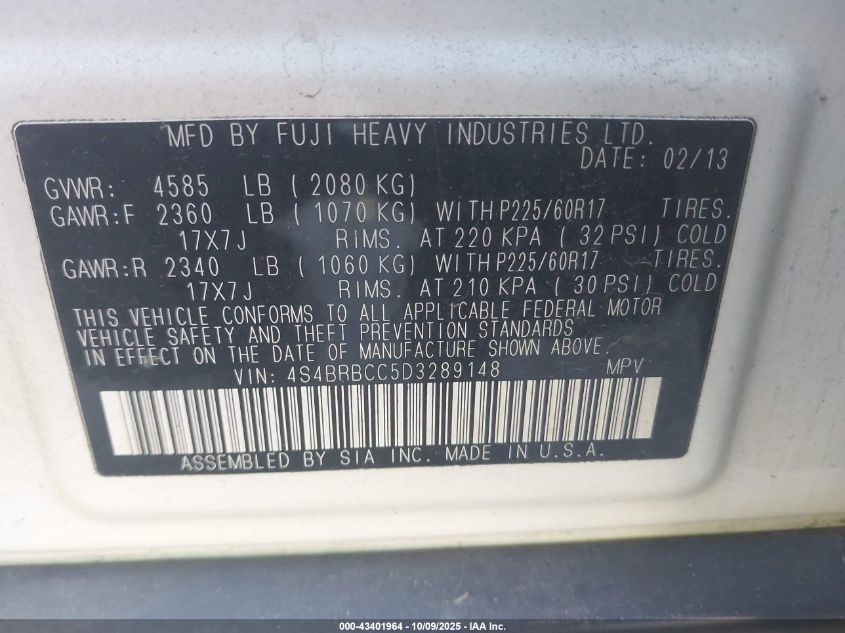 MFD BY FUJI HEAVY INDUSTRIES LTD.
DATE: 02/13
GVWR: 4585 LB ( 2080 KG)
GAWR:F 2360 LB ( 1070 KG) WITH P225/60R17 TIRES.
17X7J RIMS. AT 220 KPA ( 32 PSI) COLD
GAWR:R 2340 LB ( 1060 KG) WITH P225/60R17 TIRES.
17X7J RIMS. AT 210 KPA ( 30 PSI) COLD
THIS VEHICLE CONFORMS TO ALL APPLICABLE FEDERAL MOTOR
VEHICLE SAFETY AND THEFT PREVENTION STANDARDS
IN EFFECT ON THE DATE OF MANUFACTURE SHOWN ABOVE.
VIN: 4S4BRBCC5D3289148 MPV
ASSEMBLED BY SIA INC. MADE IN U.S.A.
000-43401964 - 10/09/2025 - IAA Inc.